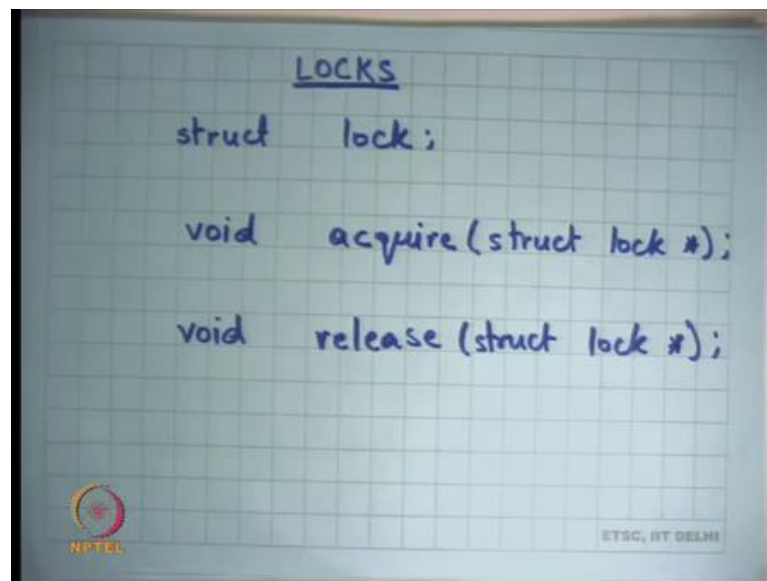 LOCKS
struct lock;
void acquire (struct lock *);
void release (struct lock *);
NPTEL
ETSC, IIT DELHI